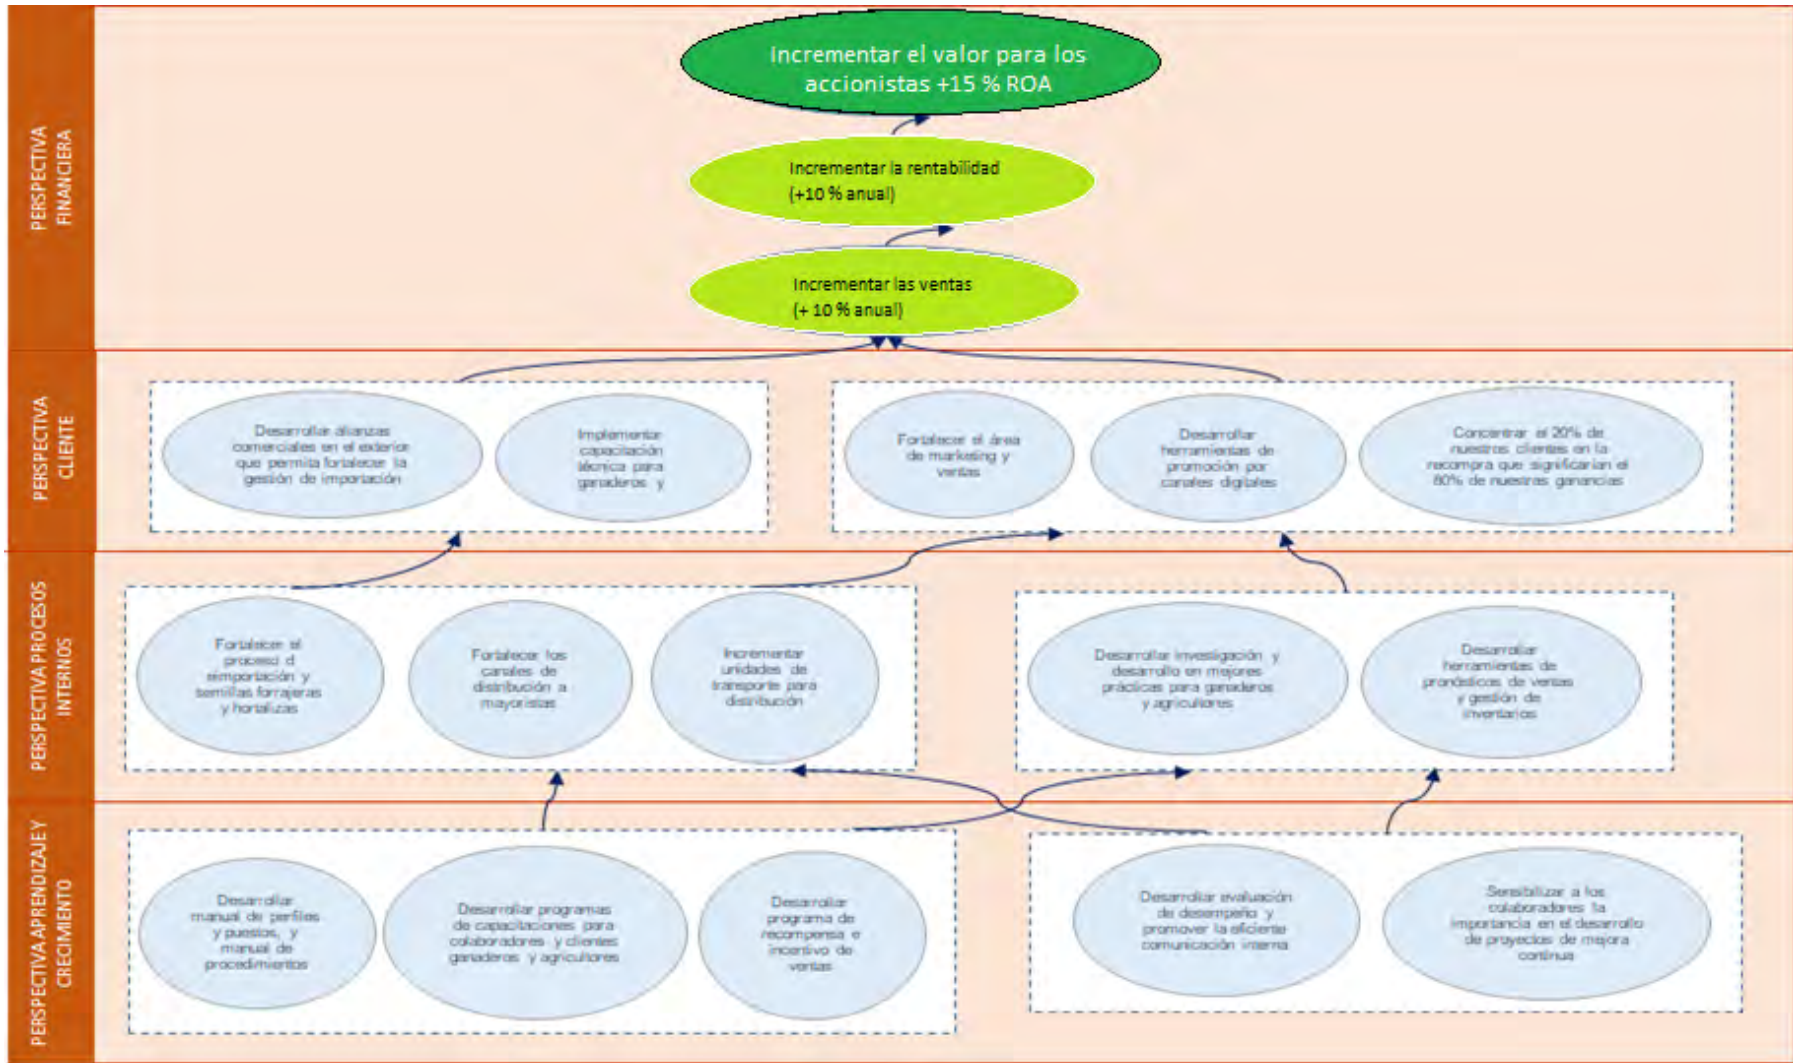 PERSPECTIVA
FINANCIERA
Incrementar el valor para los
accionistas +15 % ROA
Incrementar la rentabilidad
(+10 % anual)
Incrementar las ventas
(+ 10 % anual)
PERSPECTIVA
CLIENTE
Desarrollar alianzas
comerciales en el exterior
que permita fortalecer la
gestión de importación
Implementar
capacitación
técnica para
ganaderos y
Fortalecer el área
de marketing y
ventas
Desarrollar
herramientas de
promoción por
canales digitales
Concentrar el 20% de
nuestros clientes en la
recompra que significarían el
80% de nuestras ganancias
PERSPECTIVA PROCESOS
INTERNOS
Fortalecer el
proceso d
eimportación y
semillas forrajeras
y hortalizas
Fortalecer los
canales de
distribución a
mayoristas
Incrementar
unidades de
transporte para
distribución
Desarrollar investigación y
desarrollo en mejores
prácticas para ganaderos
y agricultores
Desarrollar
herramientas de
pronósticos de ventas
y gestión de
inventarios
PERSPECTIVA APRENDIZAJE Y
CRECIMIENTO
Desarrollar
manual de perfiles
y puestos, y
manual de
procedimientos
Desarrollar programas
de capacitaciones para
colaboradores y clientes
ganaderos y agricultores
Desarrollar
programa de
recompensa e
incentivo de
ventas
Desarrollar evaluación
de desempeño y
promover la eficiente
comunicación interna
Sensibilizar a los
colaboradores la
importancia en el desarrollo
de proyectos de mejora
continua